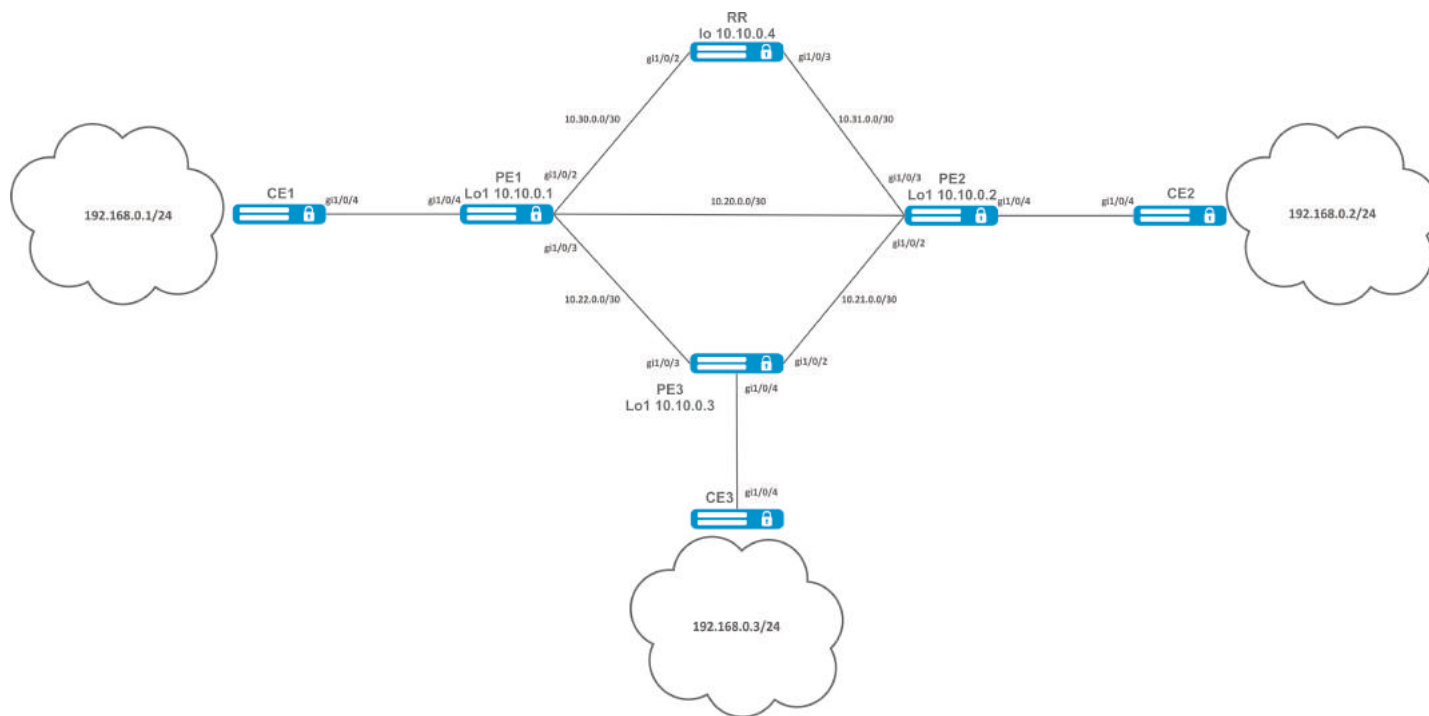 RR
lo 10.10.0.4
gi1/0/2
gi1/0/3
10.30.0.0/30
10.31.0.0/30
gi1/0/2
gi1/0/3
CE1
PE1
Lo1 10.10.0.1
PE2
Lo1 10.10.0.2
CE2
gi1/0/4
gi1/0/4
10.20.0.0/30
gi1/0/4
gi1/0/4
192.168.0.1/24
192.168.0.2/24
gi1/0/3
gi1/0/2
10.22.0.0/30
10.21.0.0/30
gi1/0/3
gi1/0/2
PE3
Lo1 10.10.0.3
gi1/0/4
CE3
gi1/0/4
192.168.0.3/24